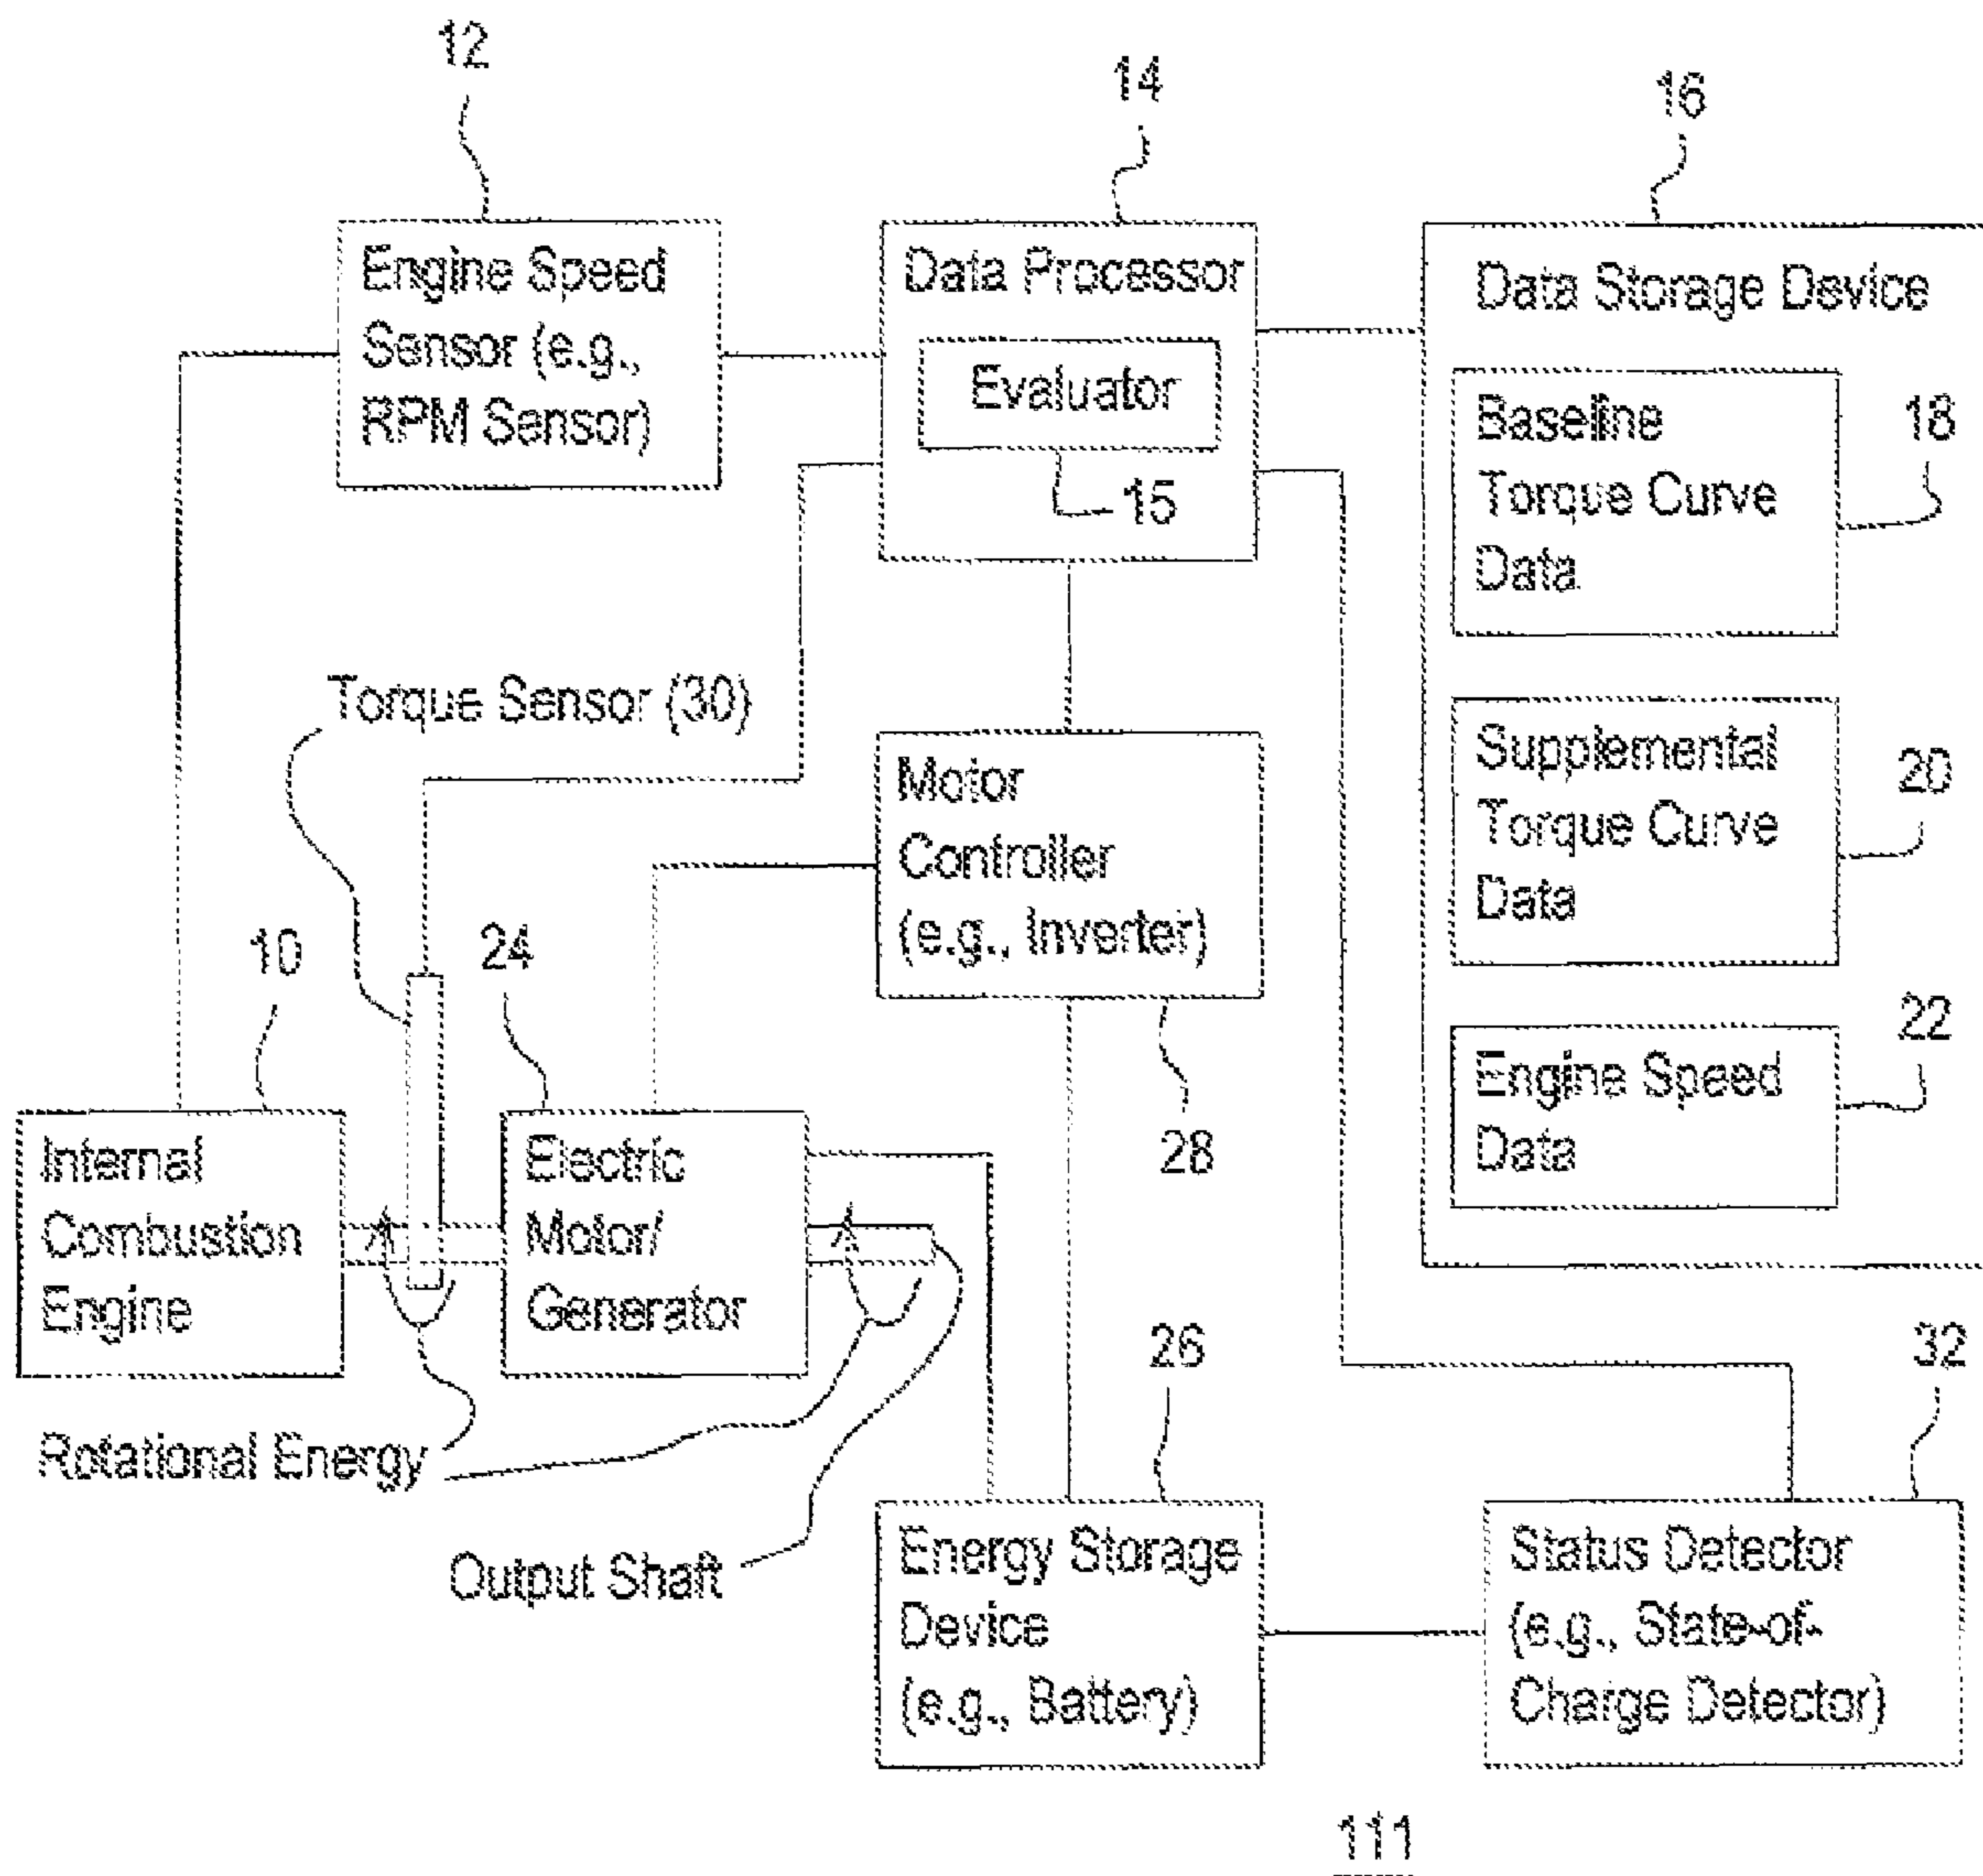 12
14
16
Engine Speed
Sensor (e.g.,
RPM Sensor)
Data Processor
Evaluator
15
Data Storage Device
Baseline
Torque Curve
Data
18
Torque Sensor (30)
Supplemental
Torque Curve
Data
20
Motor
Controller
(e.g., Inverter)
28
10
24
Engine Speed
Data
22
Internal
Combustion
Engine
Electric
Motor/
Generator
Rotational Energy
Output Shaft
26
32
Energy Storage
Device
(e.g., Battery)
Status Detector
(e.g., State-of-
Charge Detector)
111